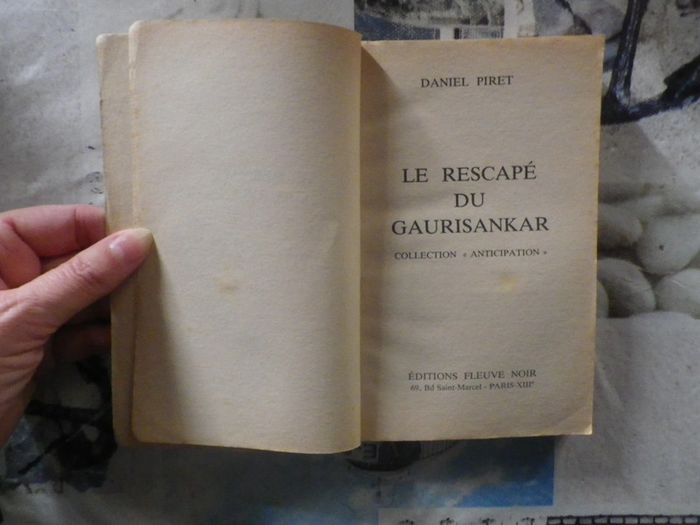 DANIEL PIRET
LE RESCAPÉ
DU
GAURISANKAR
COLLECTION « ANTICIPATION »
ÉDITIONS FLEUVE NOIR
69, Bd Saint-Marcel - PARIS-XIIIe